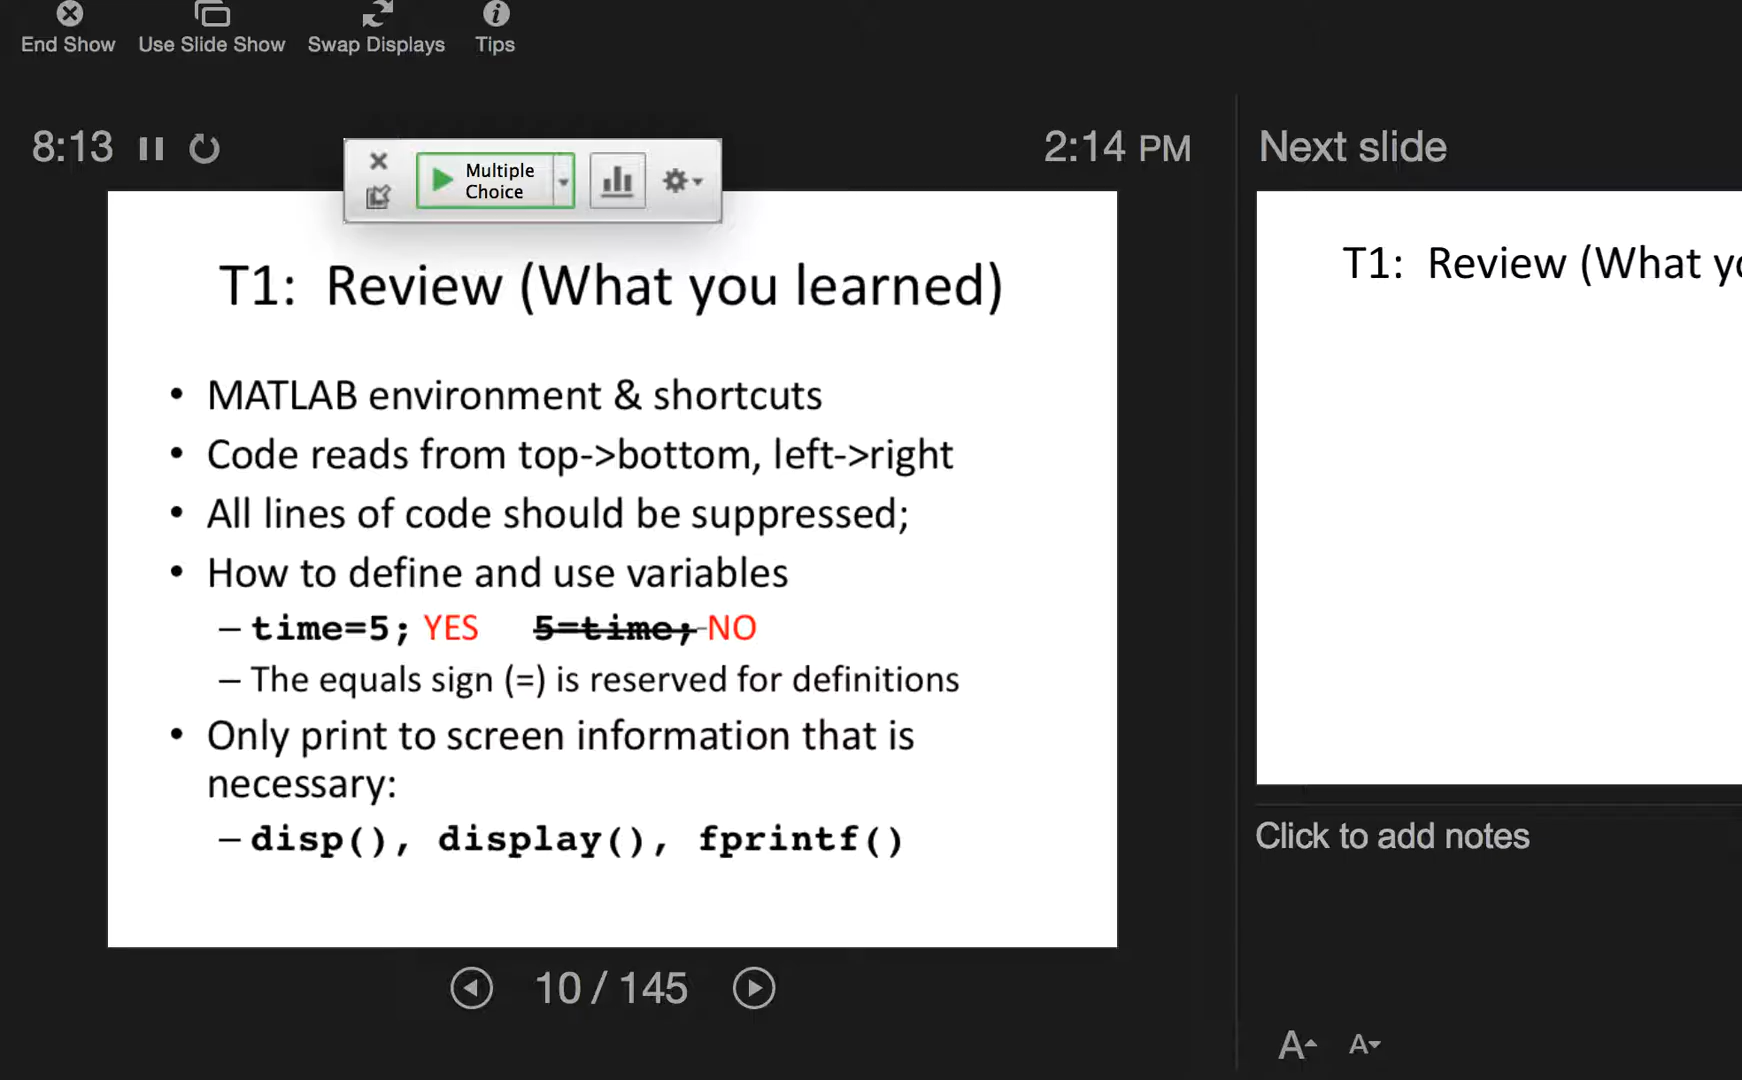 End Show Use Slide Show Swap Displays Tips
8:13
Multiple
Choice
2:14 PM
Next slide
T1: Review (What you learned)
• MATLAB environment & shortcuts
• Code reads from top->bottom, left->right
• All lines of code should be suppressed;
• How to define and use variables
– time=5; YES 5=time; NO
– The equals sign (=) is reserved for definitions
• Only print to screen information that is
necessary:
– disp(), display(), fprintf()
10 / 145
T1: Review (What yo
Click to add notes
A A